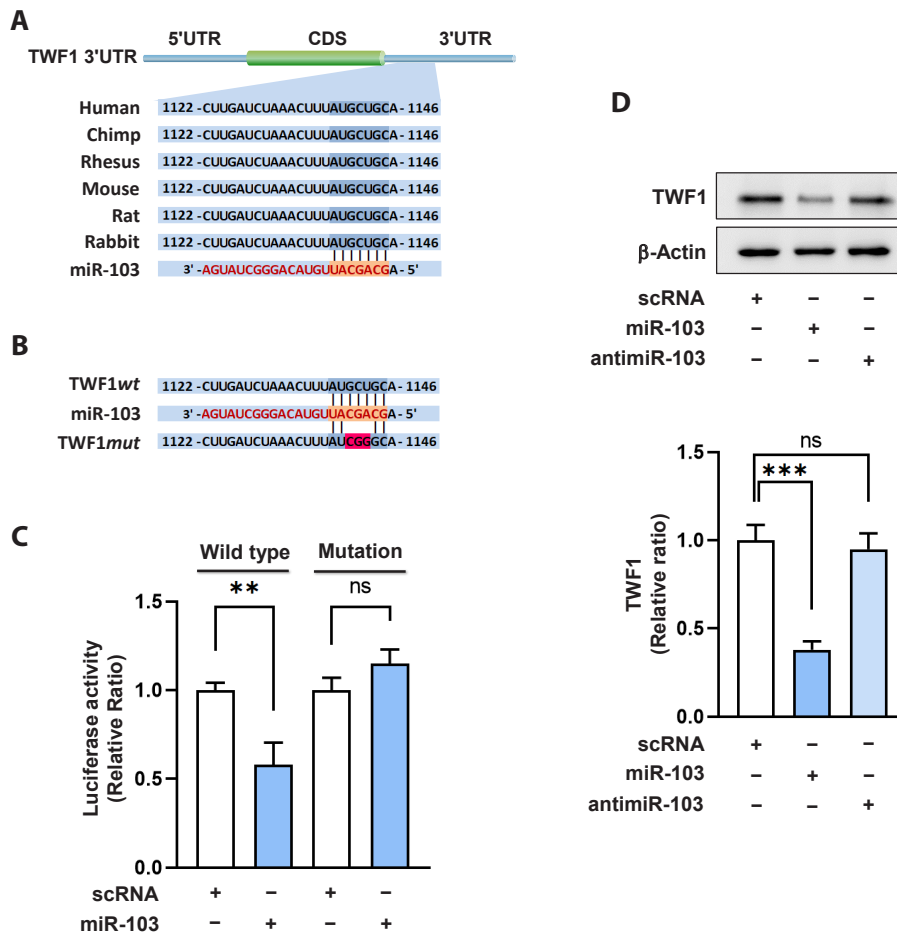 A
5'UTR CDS 3'UTR
TWF1 3'UTR
Human 1122 -CUUGAUCUAAACUUUAUGCUGCA- 1146
Chimp 1122 -CUUGAUCUAAACUUUAUGCUGCA- 1146
Rhesus 1122 -CUUGAUCUAAACUUUAUGCUGCA- 1146
Mouse 1122 -CUUGAUCUAAACUUUAUGCUGCA- 1146
Rat 1122 -CUUGAUCUAAACUUUAUGCUGCA- 1146
Rabbit 1122 -CUUGAUCUAAACUUUAUGCUGCA- 1146
miR-103 3' -AGUAUCGGGACAUGUUACGACGA- 5'
B
TWF1wt 1122 -CUUGAUCUAAACUUUAUGCUGCA- 1146
miR-103 3' -AGUAUCGGGACAUGUUACGACGA- 5'
TWF1mut 1122 -CUUGAUCUAAACUUUAUCGGGCA- 1146
C
Wild type Mutation
** ns
Luciferase activity
(Relative Ratio)
1.5
1.0
0.5
0.0
scRNA + – + –
miR-103 – + – +
D
TWF1
β-Actin
scRNA + – –
miR-103 – + –
antimiR-103 – – +
ns
***
TWF1
(Relative ratio)
1.5
1.0
0.5
0.0
scRNA + – –
miR-103 – + –
antimiR-103 – – +